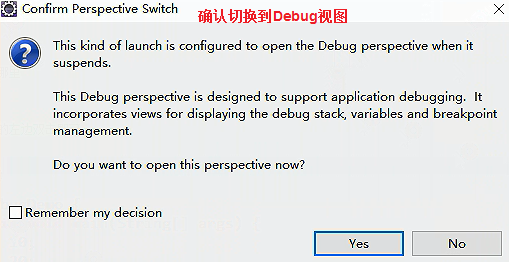 Confirm Perspective Switch
确认切换到Debug视图
This kind of launch is configured to open the Debug perspective when it
suspends.
This Debug perspective is designed to support application debugging. It
incorporates views for displaying the debug stack, variables and breakpoint
management.
Do you want to open this perspective now?
Remember my decision
Yes
No